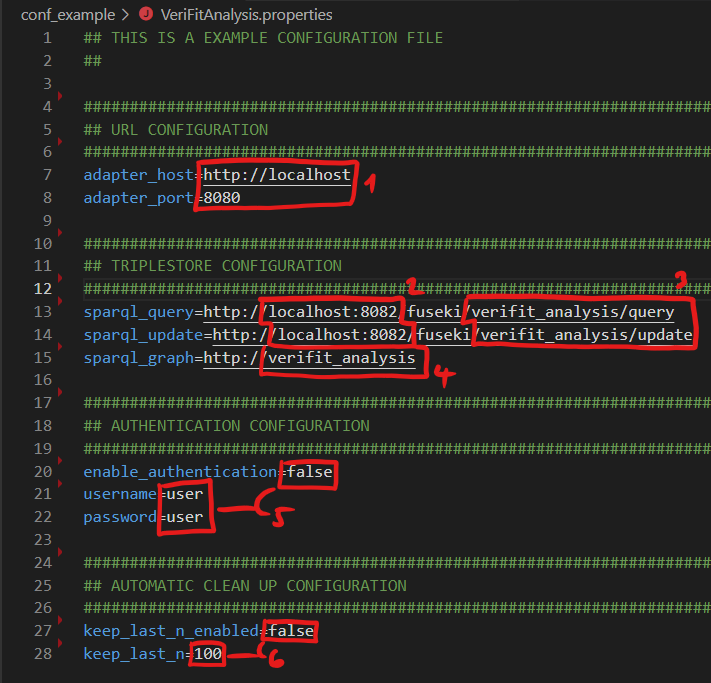 conf_example > VeriFitAnalysis.properties
1 ## THIS IS A EXAMPLE CONFIGURATION FILE
2 ##
3
4 ######################################################################
5 ## URL CONFIGURATION
6 ######################################################################
7 adapter_host=http://localhost
1
8 adapter_port=8080
9
10 ######################################################################
11 ## TRIPLESTORE CONFIGURATION
2 3
12 ######################################################################
13 sparql_query=http://localhost:8082/fuseki/verifit_analysis/query
14 sparql_update=http://localhost:8082/fuseki/verifit_analysis/update
15 sparql_graph=http://verifit_analysis
4
16
17 ######################################################################
18 ## AUTHENTICATION CONFIGURATION
19 ######################################################################
20 enable_authentication=false
21 username=user
22 password=user
5
23
24 ######################################################################
25 ## AUTOMATIC CLEAN UP CONFIGURATION
26 ######################################################################
27 keep_last_n_enabled=false
28 keep_last_n=100
6